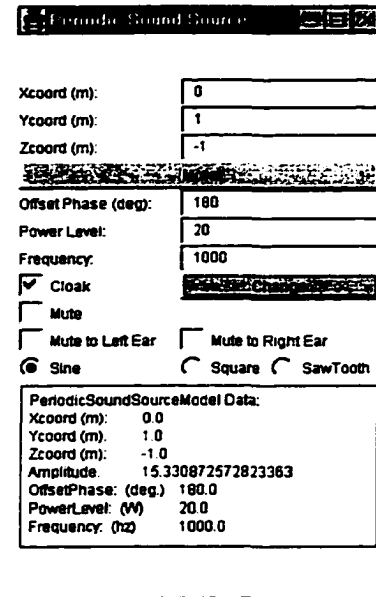 Periodic Sound Source
Xcoord (m): 0
Ycoord (m): 1
Zcoord (m): -1
Offset Phase (deg): 180
Power Level: 20
Frequency: 1000
Cloak Change
Mute
Mute to Left Ear Mute to Right Ear
Sine Square SawTooth
PeriodicSoundSourceModel Data:
Xcoord (m): 0.0
Ycoord (m). 1.0
Zcoord (m): -1.0
Amplitude. 15.330872572823363
OffsetPhase: (deg.) 180.0
PowerLevel: (W) 20.0
Frequency: (hz) 1000.0